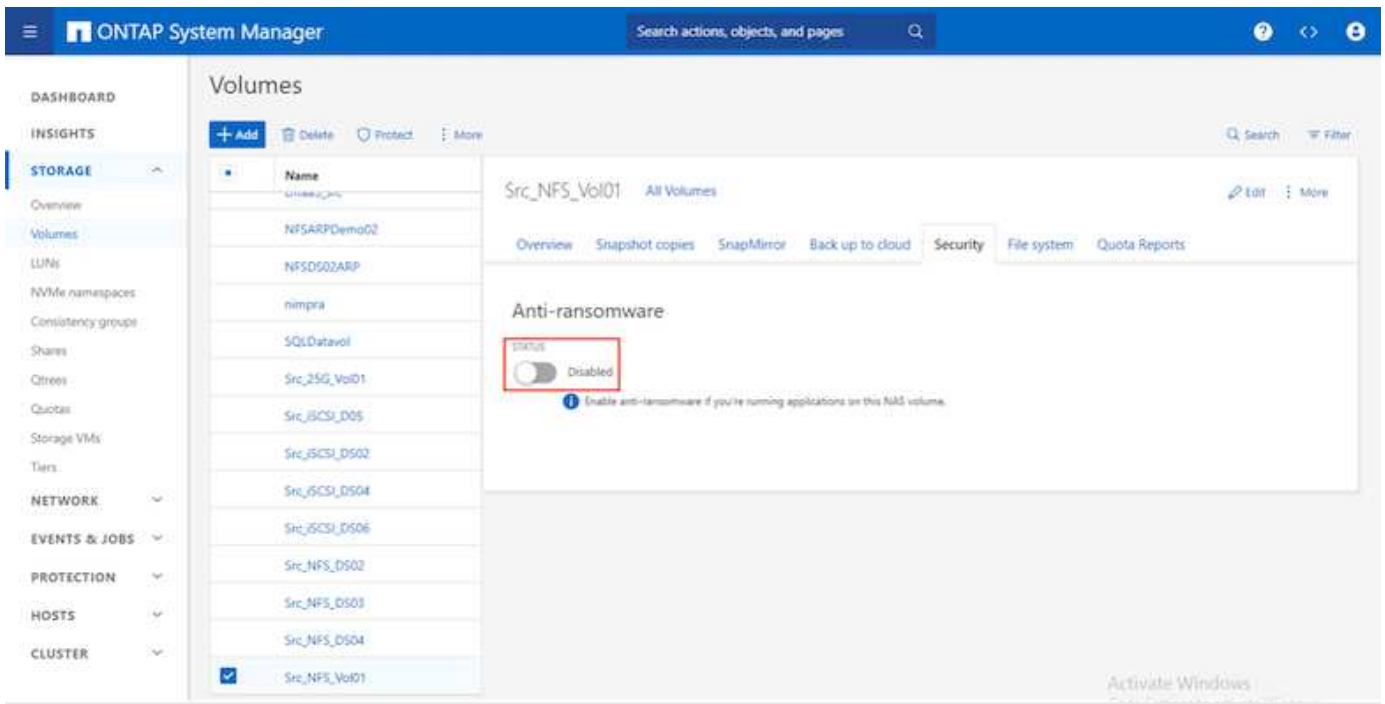 ONTAP System Manager
Search actions, objects, and pages
DASHBOARD
INSIGHTS
STORAGE
Overview
Volumes
LUNs
NVMe namespaces
Consistency groups
Shares
Qtrees
Quotas
Storage VMs
Tiers
NETWORK
EVENTS & JOBS
PROTECTION
HOSTS
CLUSTER
Volumes
+ Add Delete Protect More
Search Filter
Name
NFSARPDemo02
NFSDS02ARP
nimpra
SQLDatavol
Src_25G_Vol01
Src_iSCSI_D05
Src_iSCSI_DS02
Src_iSCSI_DS04
Src_iSCSI_DS06
Src_NFS_DS02
Src_NFS_DS03
Src_NFS_DS04
Src_NFS_Vol01
Src_NFS_Vol01 All Volumes
Edit More
Overview Snapshot copies SnapMirror Back up to cloud Security File system Quota Reports
Anti-ransomware
STATUS
Disabled
Enable anti-ransomware if you're running applications on this NAS volume.
Activate Windows